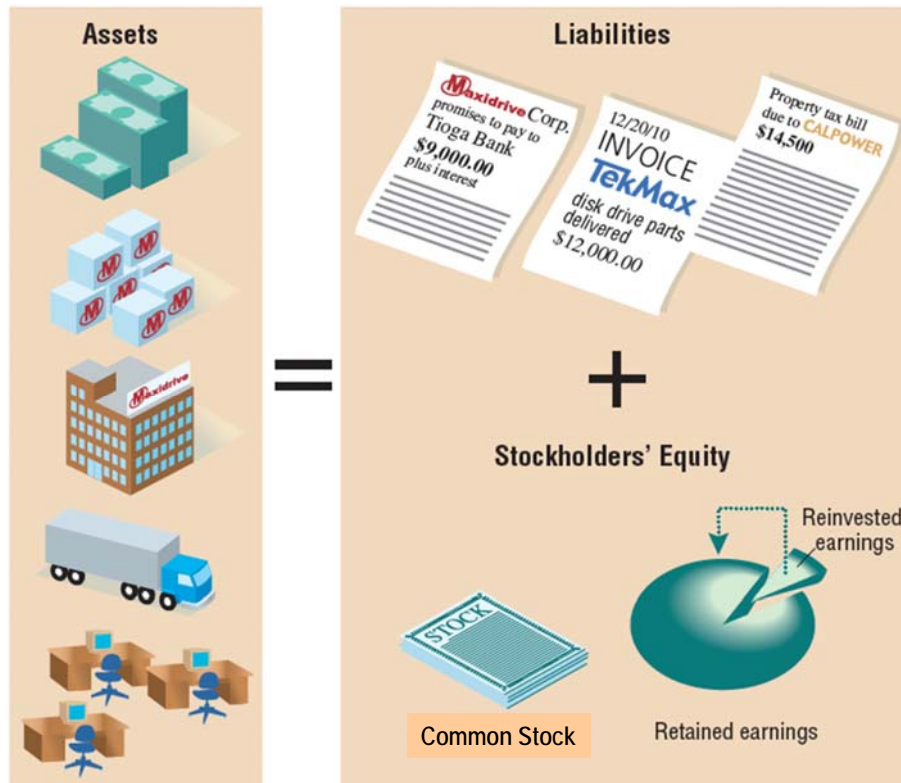 Assets
M
M
M
M
M
M
Maxidrive
Liabilities
Maxidrive Corp.
promises to pay to
Tioga Bank
$9,000.00
plus interest
12/20/10
INVOICE
TekMax
disk drive parts
delivered
$12,000.00
Property tax bill
due to CALPOWER
$14,500
=
+
Stockholders' Equity
STOCK
Common Stock
Reinvested
earnings
Retained earnings